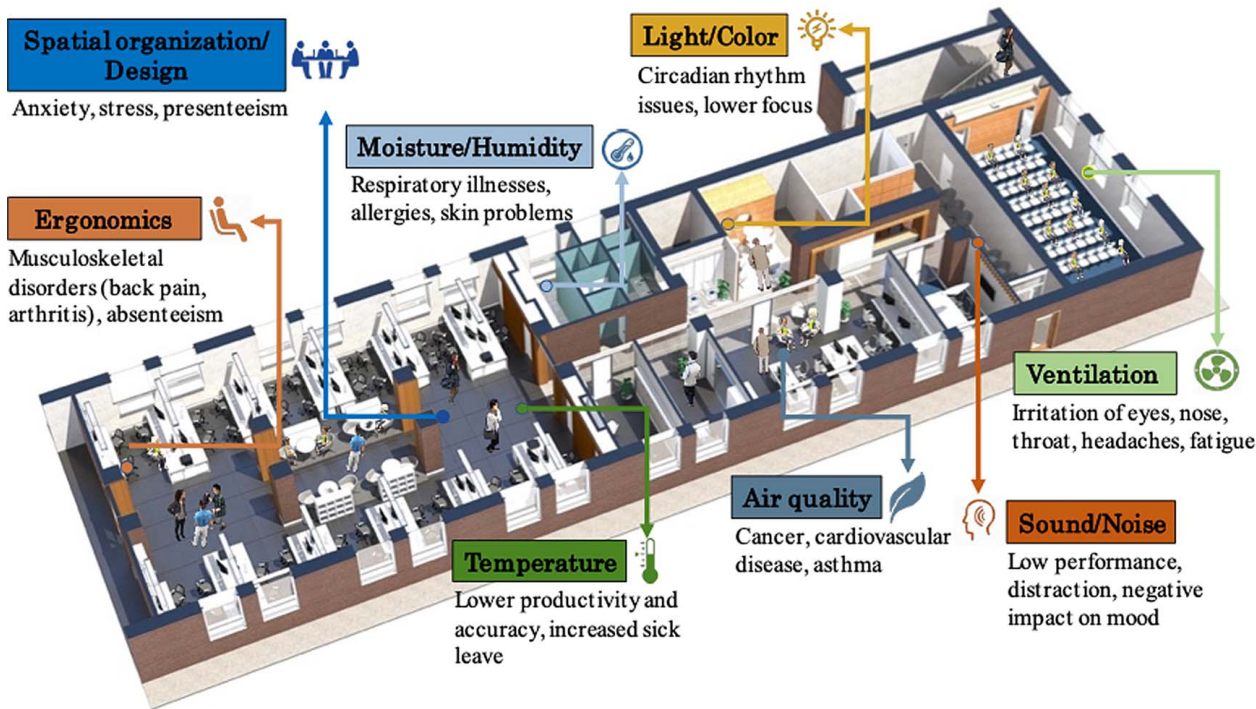 Spatial organization/
Design
Anxiety, stress, presenteeism
Light/Color
Circadian rhythm
issues, lower focus
Moisture/Humidity
Respiratory illnesses,
allergies, skin problems
Ergonomics
Musculoskeletal
disorders (back pain,
arthritis), absenteeism
Ventilation
Irritation of eyes, nose,
throat, headaches, fatigue
Air quality
Cancer, cardiovascular
disease, asthma
Sound/Noise
Low performance,
distraction, negative
impact on mood
Temperature
Lower productivity and
accuracy, increased sick
leave